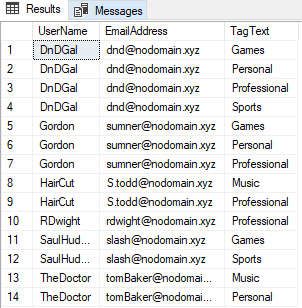 Results Messages
UserName EmailAddress TagText
1 DnDGal dnd@nodomain.xyz Games
2 DnDGal dnd@nodomain.xyz Personal
3 DnDGal dnd@nodomain.xyz Professional
4 DnDGal dnd@nodomain.xyz Sports
5 Gordon sumner@nodomain.xyz Games
6 Gordon sumner@nodomain.xyz Personal
7 Gordon sumner@nodomain.xyz Professional
8 HairCut S.todd@nodomain.xyz Music
9 HairCut S.todd@nodomain.xyz Professional
10 RDwight rdwight@nodomain.xyz Professional
11 SaulHud... slash@nodomain.xyz Games
12 SaulHud... slash@nodomain.xyz Sports
13 TheDoctor tomBaker@nodomai... Music
14 TheDoctor tomBaker@nodomai... Personal